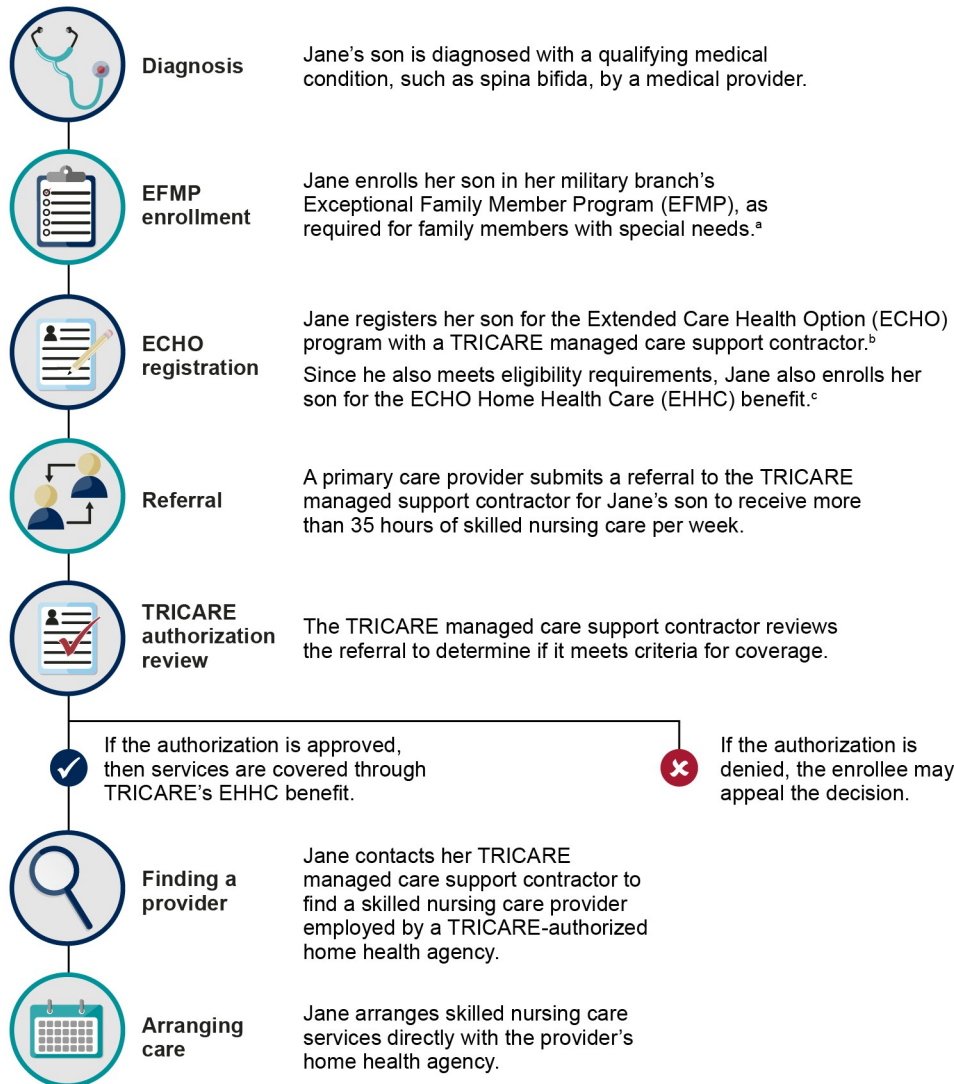 Diagnosis
Jane’s son is diagnosed with a qualifying medical
condition, such as spina bifida, by a medical provider.
EFMP
enrollment
Jane enrolls her son in her military branch’s
Exceptional Family Member Program (EFMP), as
required for family members with special needs.ᵃ
ECHO
registration
Jane registers her son for the Extended Care Health Option (ECHO)
program with a TRICARE managed care support contractor.ᵇ
Since he also meets eligibility requirements, Jane also enrolls her
son for the ECHO Home Health Care (EHHC) benefit.ᶜ
Referral
A primary care provider submits a referral to the TRICARE
managed support contractor for Jane’s son to receive more
than 35 hours of skilled nursing care per week.
TRICARE
authorization
review
The TRICARE managed care support contractor reviews
the referral to determine if it meets criteria for coverage.
If the authorization is approved,
then services are covered through
TRICARE’s EHHC benefit.
If the authorization is
denied, the enrollee may
appeal the decision.
Finding a
provider
Jane contacts her TRICARE
managed care support contractor to
find a skilled nursing care provider
employed by a TRICARE-authorized
home health agency.
Arranging
care
Jane arranges skilled nursing care
services directly with the provider’s
home health agency.